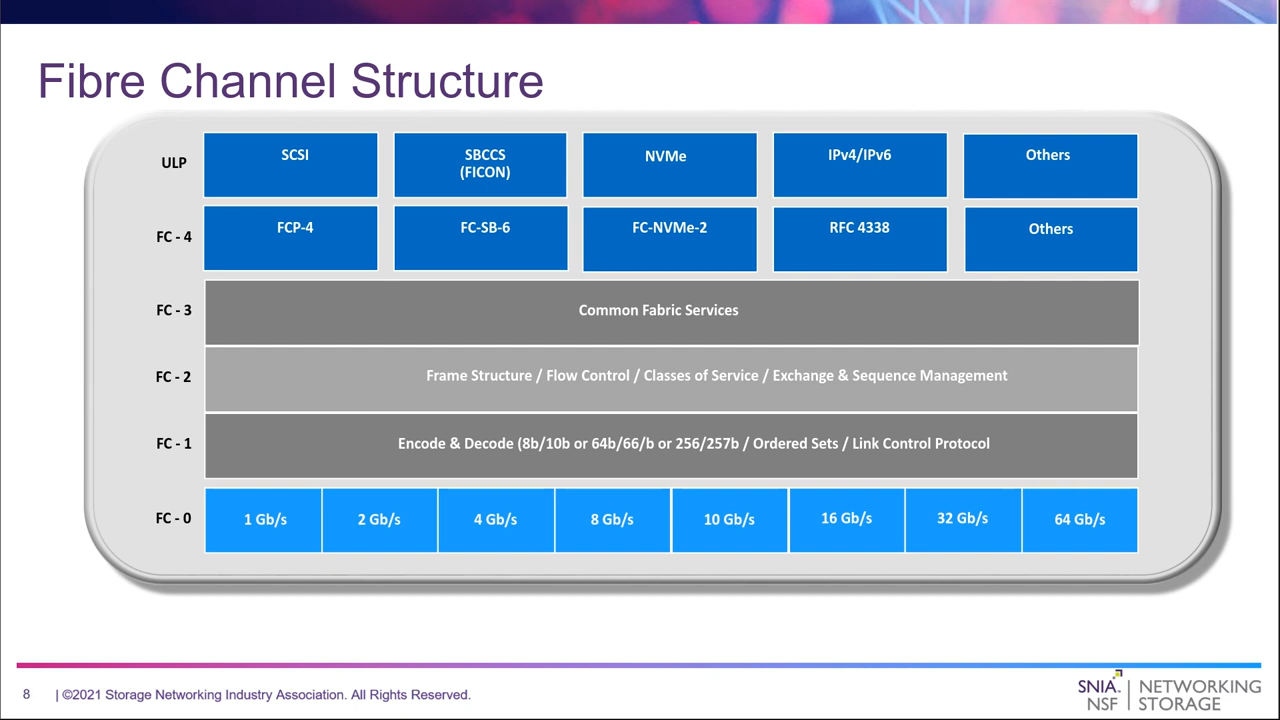 Fibre Channel Structure
ULP
SCSI
SBCCS
(FICON)
NVMe
IPv4/IPv6
Others
FC - 4
FCP-4
FC-SB-6
FC-NVMe-2
RFC 4338
Others
FC - 3
Common Fabric Services
FC - 2
Frame Structure / Flow Control / Classes of Service / Exchange & Sequence Management
FC - 1
Encode & Decode (8b/10b or 64b/66/b or 256/257b / Ordered Sets / Link Control Protocol
FC - 0
1 Gb/s
2 Gb/s
4 Gb/s
8 Gb/s
10 Gb/s
16 Gb/s
32 Gb/s
64 Gb/s
8 | ©2021 Storage Networking Industry Association. All Rights Reserved.
SNIA. | NETWORKING
NSF | STORAGE